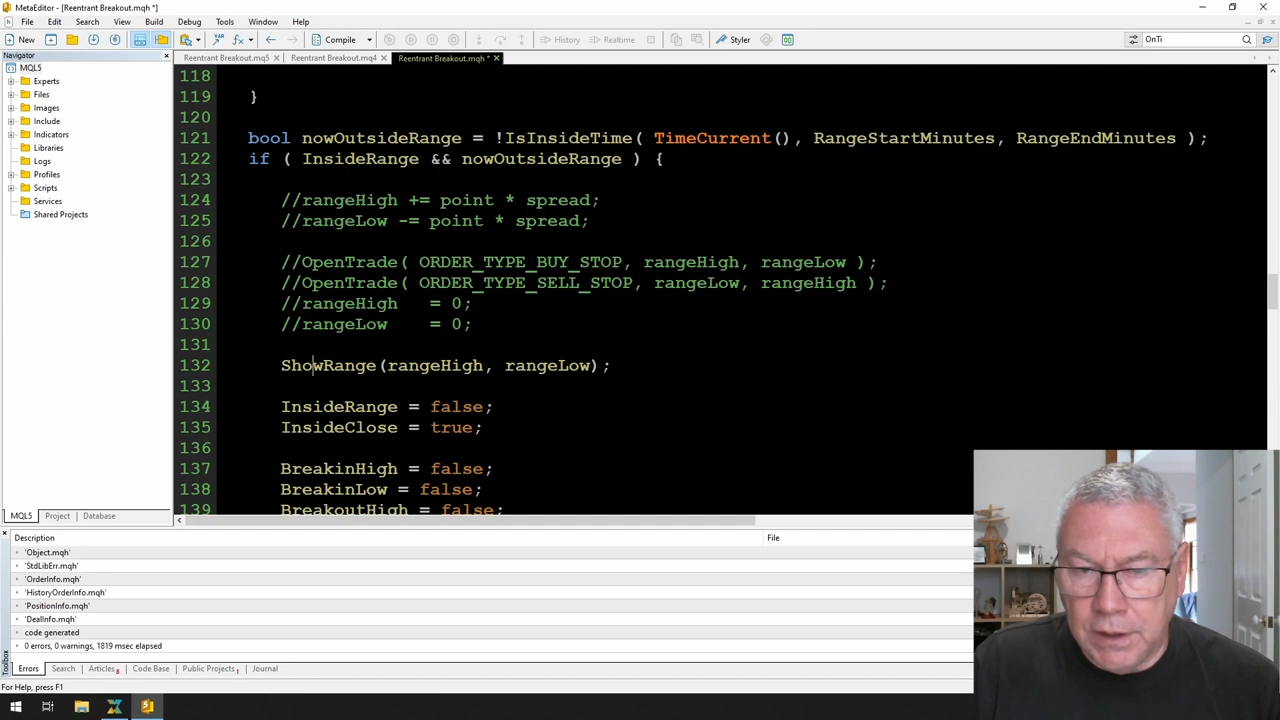 MetaEditor - [Reentrant Breakout.mqh *]
File Edit Search View Build Debug Tools Window Help
New Compile History Realtime Styler OnTi
Navigator
Reentrant Breakout.mq5 Reentrant Breakout.mq4 Reentrant Breakout.mqh *
MQL5
Experts
Files
Images
Include
Indicators
Libraries
Logs
Profiles
Scripts
Services
Shared Projects
MQL5 Project Database
118
119 }
120
121 bool nowOutsideRange = !IsInsideTime( TimeCurrent(), RangeStartMinutes, RangeEndMinutes );
122 if ( InsideRange && nowOutsideRange ) {
123
124 //rangeHigh += point * spread;
125 //rangeLow -= point * spread;
126
127 //OpenTrade( ORDER_TYPE_BUY_STOP, rangeHigh, rangeLow );
128 //OpenTrade( ORDER_TYPE_SELL_STOP, rangeLow, rangeHigh );
129 //rangeHigh = 0;
130 //rangeLow = 0;
131
132 ShowRange(rangeHigh, rangeLow);
133
134 InsideRange = false;
135 InsideClose = true;
136
137 BreakinHigh = false;
138 BreakinLow = false;
139 BreakoutHigh = false;
Description File
'Object.mqh'
'StdLibErr.mqh'
'OrderInfo.mqh'
'HistoryOrderInfo.mqh'
'PositionInfo.mqh'
'DealInfo.mqh'
code generated
0 errors, 0 warnings, 1819 msec elapsed
Toolbox
Errors Search Articles 8 Code Base Public Projects 1 Journal
For Help, press F1